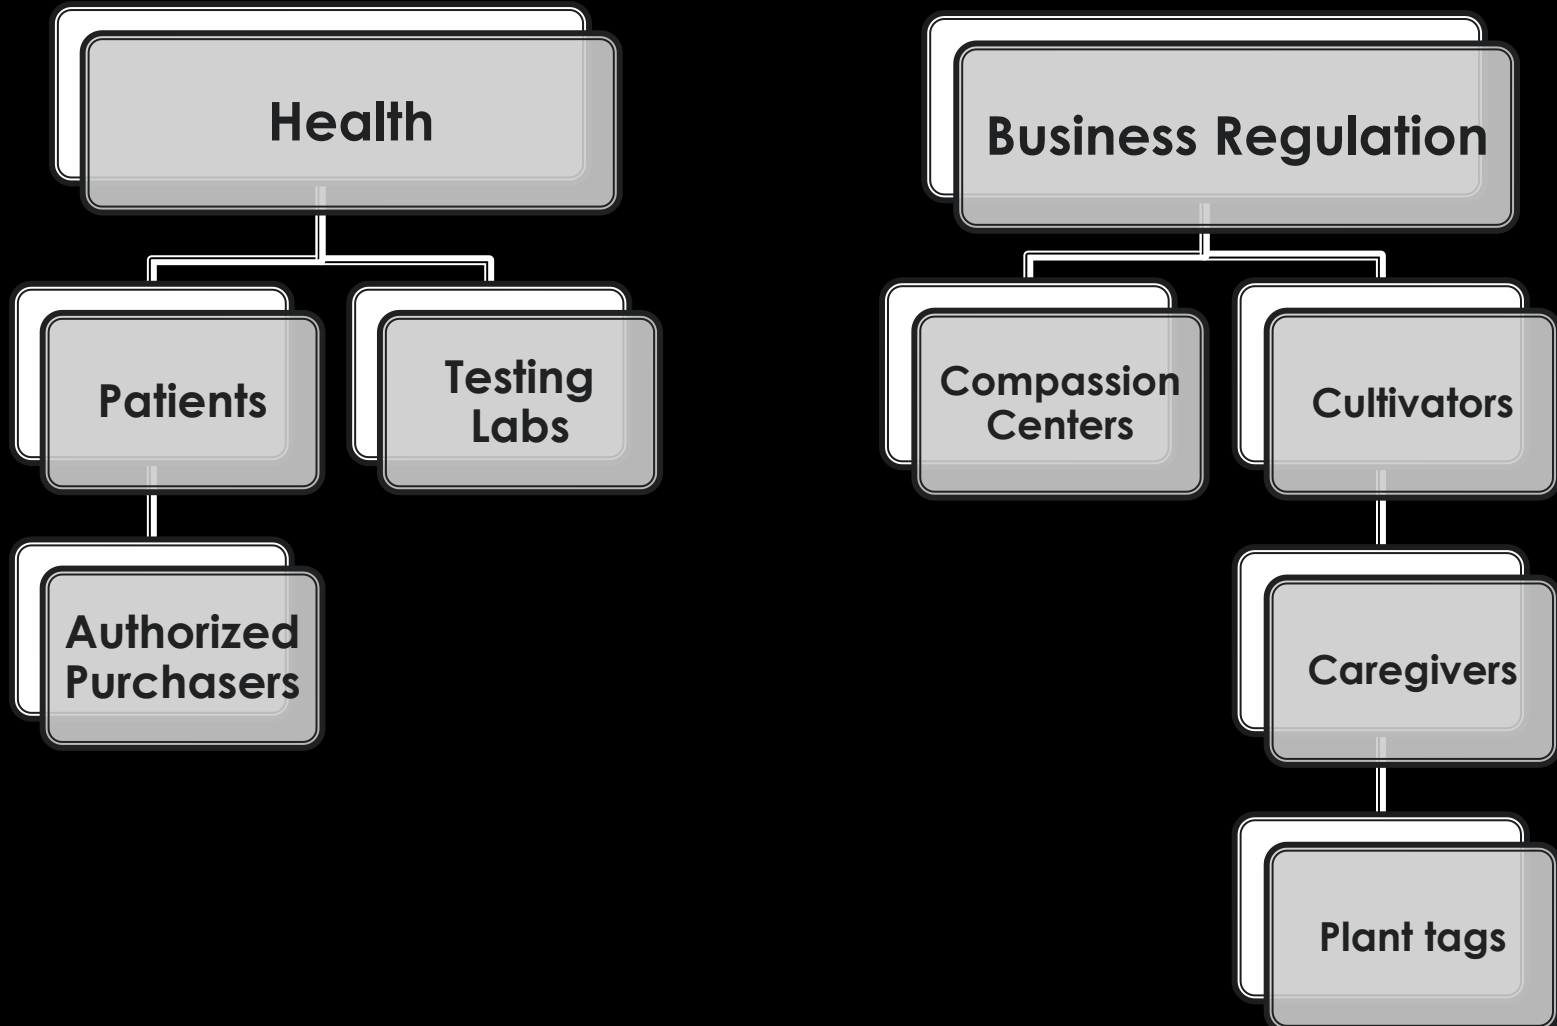 Health
Patients
Testing
Labs
Authorized
Purchasers
Business Regulation
Compassion
Centers
Cultivators
Caregivers
Plant tags